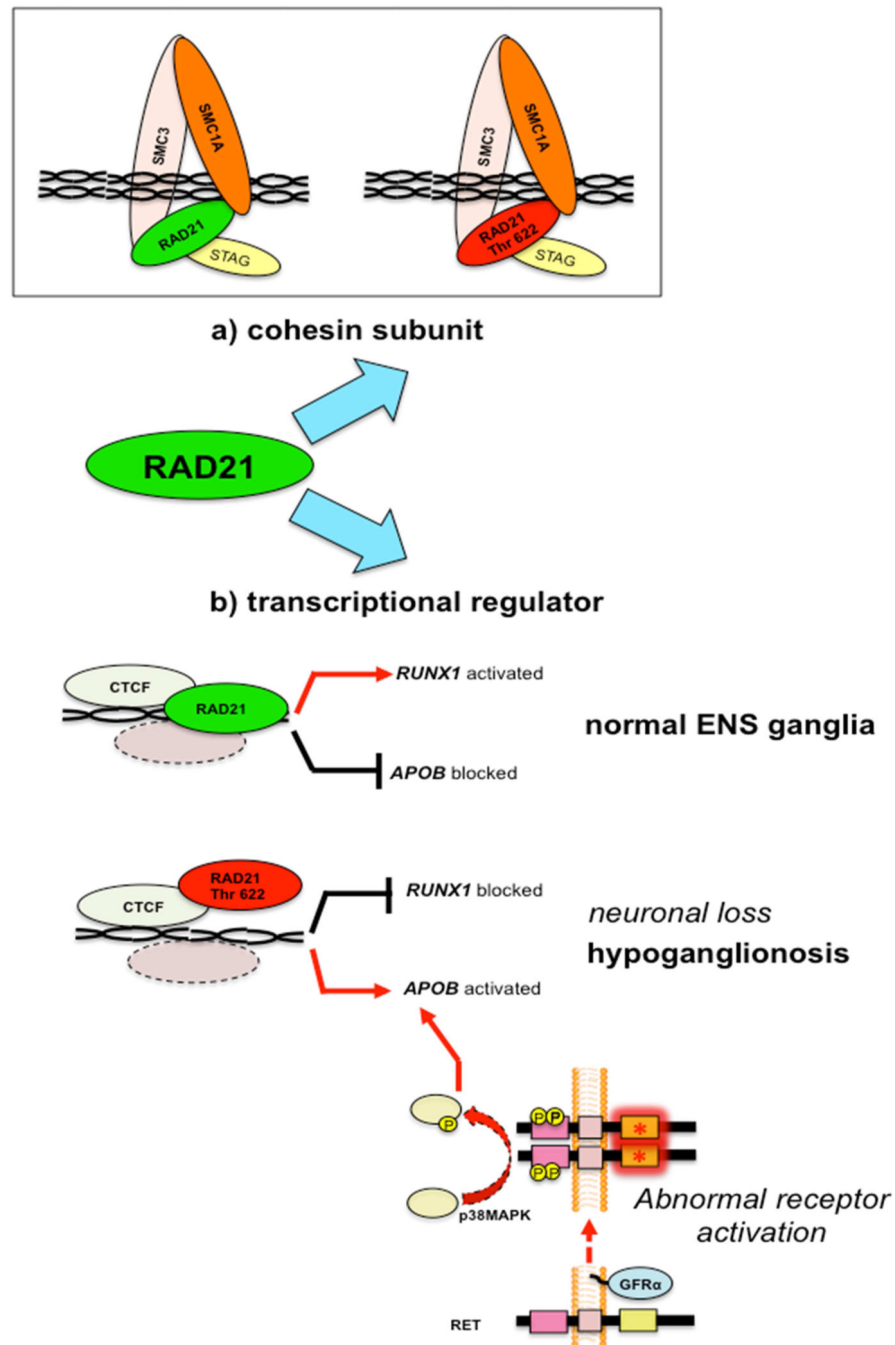 SMC3
SMC1A
RAD21
STAG
SMC3
SMC1A
RAD21
Thr 622
STAG
a) cohesin subunit
RAD21
b) transcriptional regulator
CTCF
RAD21
RUNX1 activated
APOB blocked
normal ENS ganglia
CTCF
RAD21
Thr 622
RUNX1 blocked
APOB activated
neuronal loss
hypoganglionosis
P
P P
*
*
P P
p38MAPK
Abnormal receptor
activation
GFRα
RET